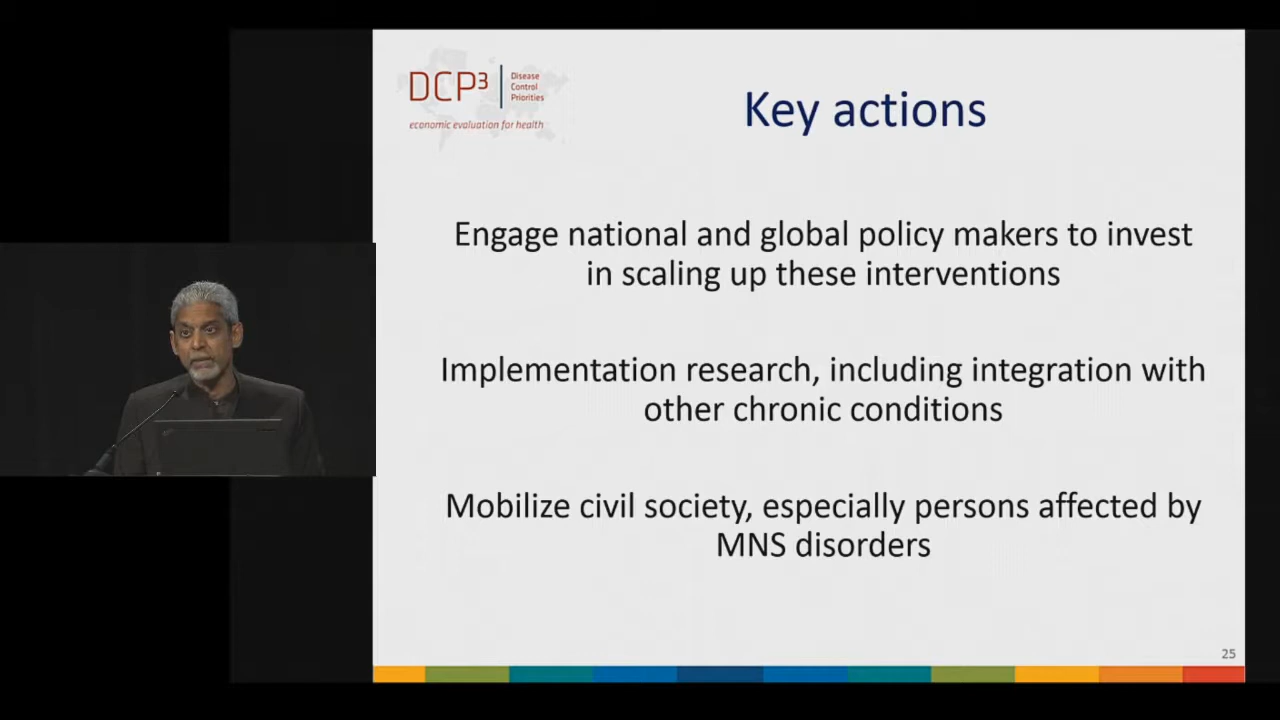 DCP3
Disease
Control
Priorities
economic evaluation for health
Key actions
Engage national and global policy makers to invest
in scaling up these interventions
Implementation research, including integration with
other chronic conditions
Mobilize civil society, especially persons affected by
MNS disorders
25